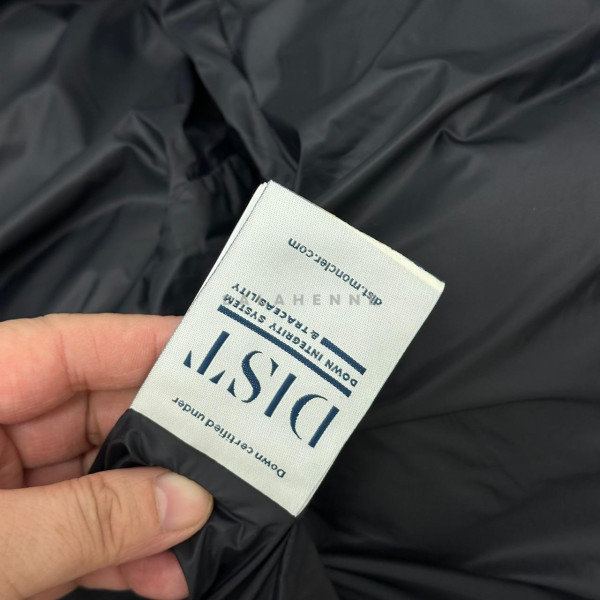 Down certified under
DIST
DOWN INTEGRITY SYSTEM
& TRACEABILITY
dist.moncler.com